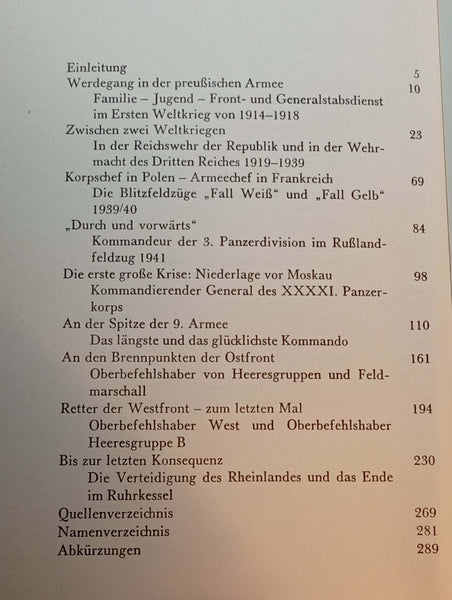 Einleitung 5
Werdegang in der preußischen Armee 10
Familie – Jugend – Front- und Generalstabsdienst
im Ersten Weltkrieg von 1914–1918
Zwischen zwei Weltkriegen 23
In der Reichswehr der Republik und in der Wehr-
macht des Dritten Reiches 1919–1939
Korpschef in Polen – Armeechef in Frankreich 69
Die Blitzfeldzüge „Fall Weiß“ und „Fall Gelb“
1939/40
„Durch und vorwärts“ 84
Kommandeur der 3. Panzerdivision im Rußland-
feldzug 1941
Die erste große Krise: Niederlage vor Moskau 98
Kommandierender General des XXXXI. Panzer-
korps
An der Spitze der 9. Armee 110
Das längste und das glücklichste Kommando
An den Brennpunkten der Ostfront 161
Oberbefehlshaber von Heeresgruppen und Feld-
marschall
Retter der Westfront – zum letzten Mal 194
Oberbefehlshaber West und Oberbefehlshaber
Heeresgruppe B
Bis zur letzten Konsequenz 230
Die Verteidigung des Rheinlandes und das Ende
im Ruhrkessel
Quellenverzeichnis 269
Namenverzeichnis 281
Abkürzungen 289